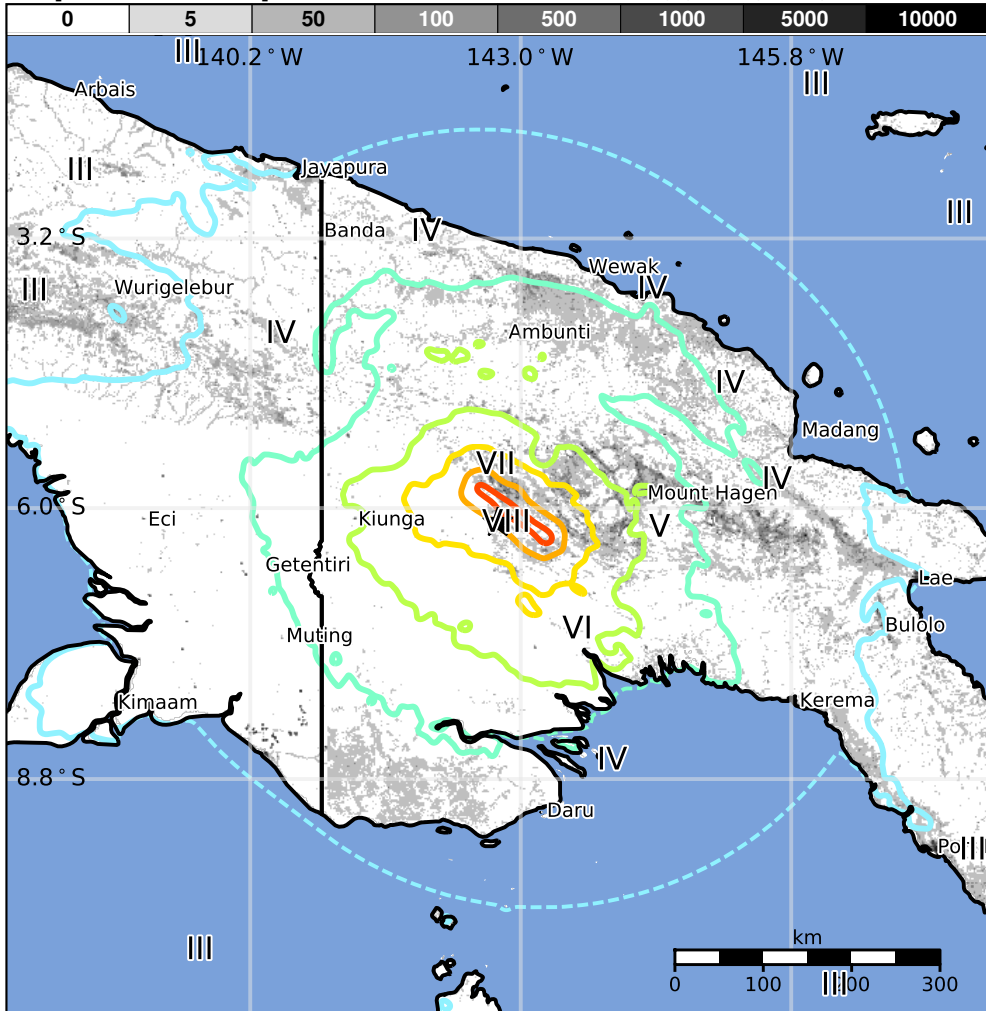 0 5 50 100 500 1000 5000 10000
III
140.2°W 143.0°W 145.8°W
III
Arbais
III
Jayapura
III
Banda
IV
3.2°S
Wewak
III
Wurigelebur
IV
IV
Ambunti
IV
Madang
VII
IV
Mount Hagen
6.0°S
Eci
Kiunga
VIII
V
Getentiri
Lae
VI
Bulolo
Muting
Kimaam
Kerema
IV
8.8°S
Daru
III
III
km
0 100 200 300
III